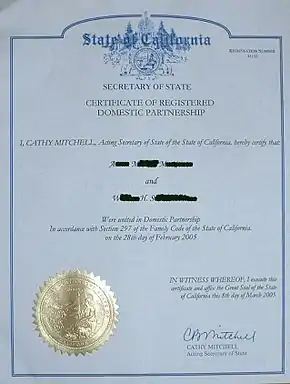 State of California
REGISTRATION NUMBER
SECRETARY OF STATE
CERTIFICATE OF REGISTERED
DOMESTIC PARTNERSHIP
I, CATHY MITCHELL, Acting Secretary of State of the State of California, hereby certify that:
A
and
W H. S
Were united in Domestic Partnership
In accordance with Section 297 of the Family Code of the State of California.
on the 28th day of February 2005
IN WITNESS WHEREOF, I execute this
certificate and affix the Great Seal of the State
of California this 8th day of March 2005
CB Mitchell
CATHY MITCHELL
Acting Secretary of State